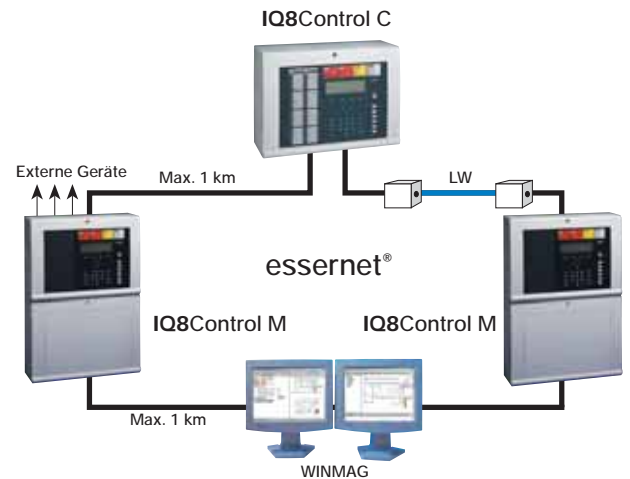 IQ8Control C
Externe Geräte
Max. 1 km
LW
essernet®
IQ8Control M
IQ8Control M
Max. 1 km
WINMAG